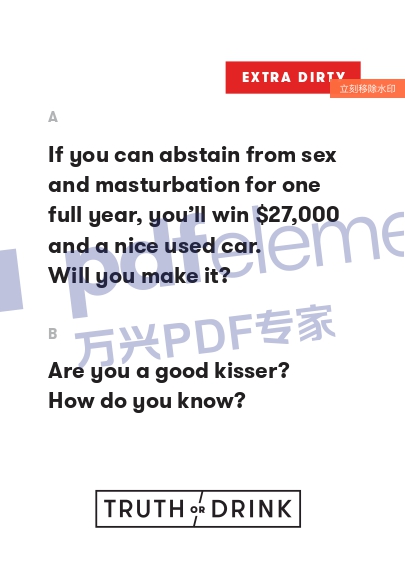 EXTRA DIRTY
立刻移除水印
A
If you can abstain from sex
and masturbation for one
full year, you’ll win $27,000
and a nice used car.
Will you make it?
pdfeleme
万兴PDF专家
B
Are you a good kisser?
How do you know?
TRUTH OR DRINK